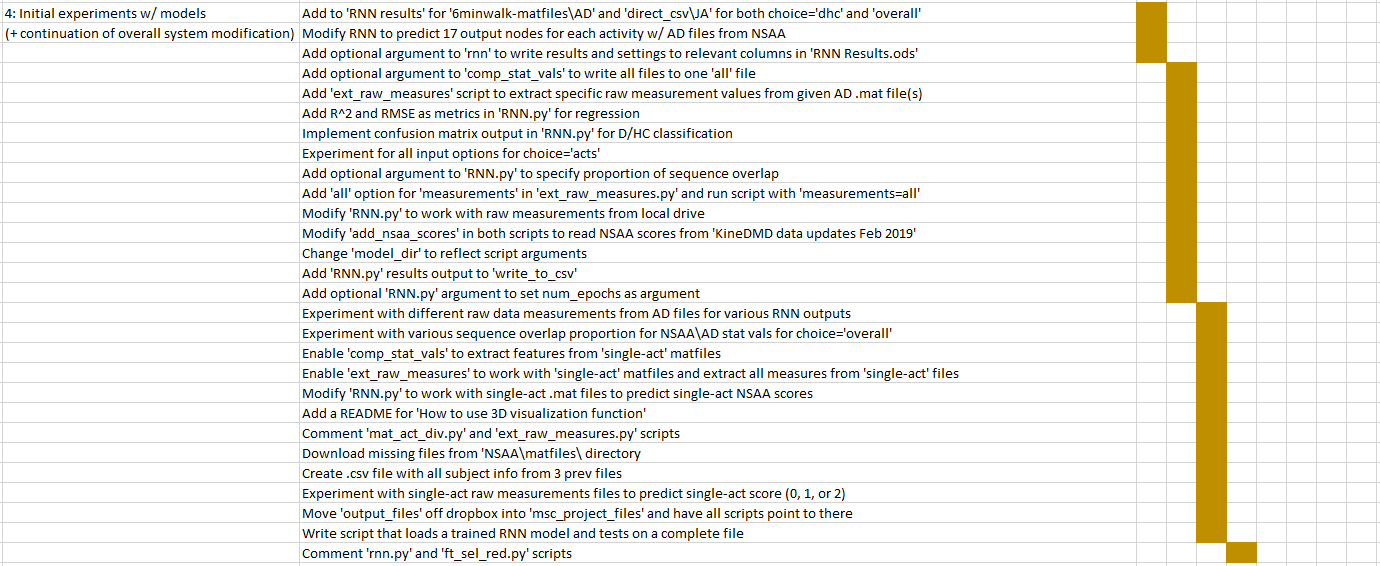 4: Initial experiments w/ models
Add to 'RNN results' for '6minwalk-matfiles\AD' and 'direct_csv\JA' for both choice='dhc' and 'overall'
(+ continuation of overall system modification)
Modify RNN to predict 17 output nodes for each activity w/ AD files from NSAA
Add optional argument to 'rnn' to write results and settings to relevant columns in 'RNN Results.ods'
Add optional argument to 'comp_stat_vals' to write all files to one 'all' file
Add 'ext_raw_measures' script to extract specific raw measurement values from given AD .mat file(s)
Add R^2 and RMSE as metrics in 'RNN.py' for regression
Implement confusion matrix output in 'RNN.py' for D/HC classification
Experiment for all input options for choice='acts'
Add optional argument to 'RNN.py' to specify proportion of sequence overlap
Add 'all' option for 'measurements' in 'ext_raw_measures.py' and run script with 'measurements=all'
Modify 'RNN.py' to work with raw measurements from local drive
Modify 'add_nsaa_scores' in both scripts to read NSAA scores from 'KineDMD data updates Feb 2019'
Change 'model_dir' to reflect script arguments
Add 'RNN.py' results output to 'write_to_csv'
Add optional 'RNN.py' argument to set num_epochs as argument
Experiment with different raw data measurements from AD files for various RNN outputs
Experiment with various sequence overlap proportion for NSAA\AD stat vals for choice='overall'
Enable 'comp_stat_vals' to extract features from 'single-act' matfiles
Enable 'ext_raw_measures' to work with 'single-act' matfiles and extract all measures from 'single-act' files
Modify 'RNN.py' to work with single-act .mat files to predict single-act NSAA scores
Add a README for 'How to use 3D visualization function'
Comment 'mat_act_div.py' and 'ext_raw_measures.py' scripts
Download missing files from 'NSAA\matfiles\ directory
Create .csv file with all subject info from 3 prev files
Experiment with single-act raw measurements files to predict single-act score (0, 1, or 2)
Move 'output_files' off dropbox into 'msc_project_files' and have all scripts point to there
Write script that loads a trained RNN model and tests on a complete file
Comment 'rnn.py' and 'ft_sel_red.py' scripts